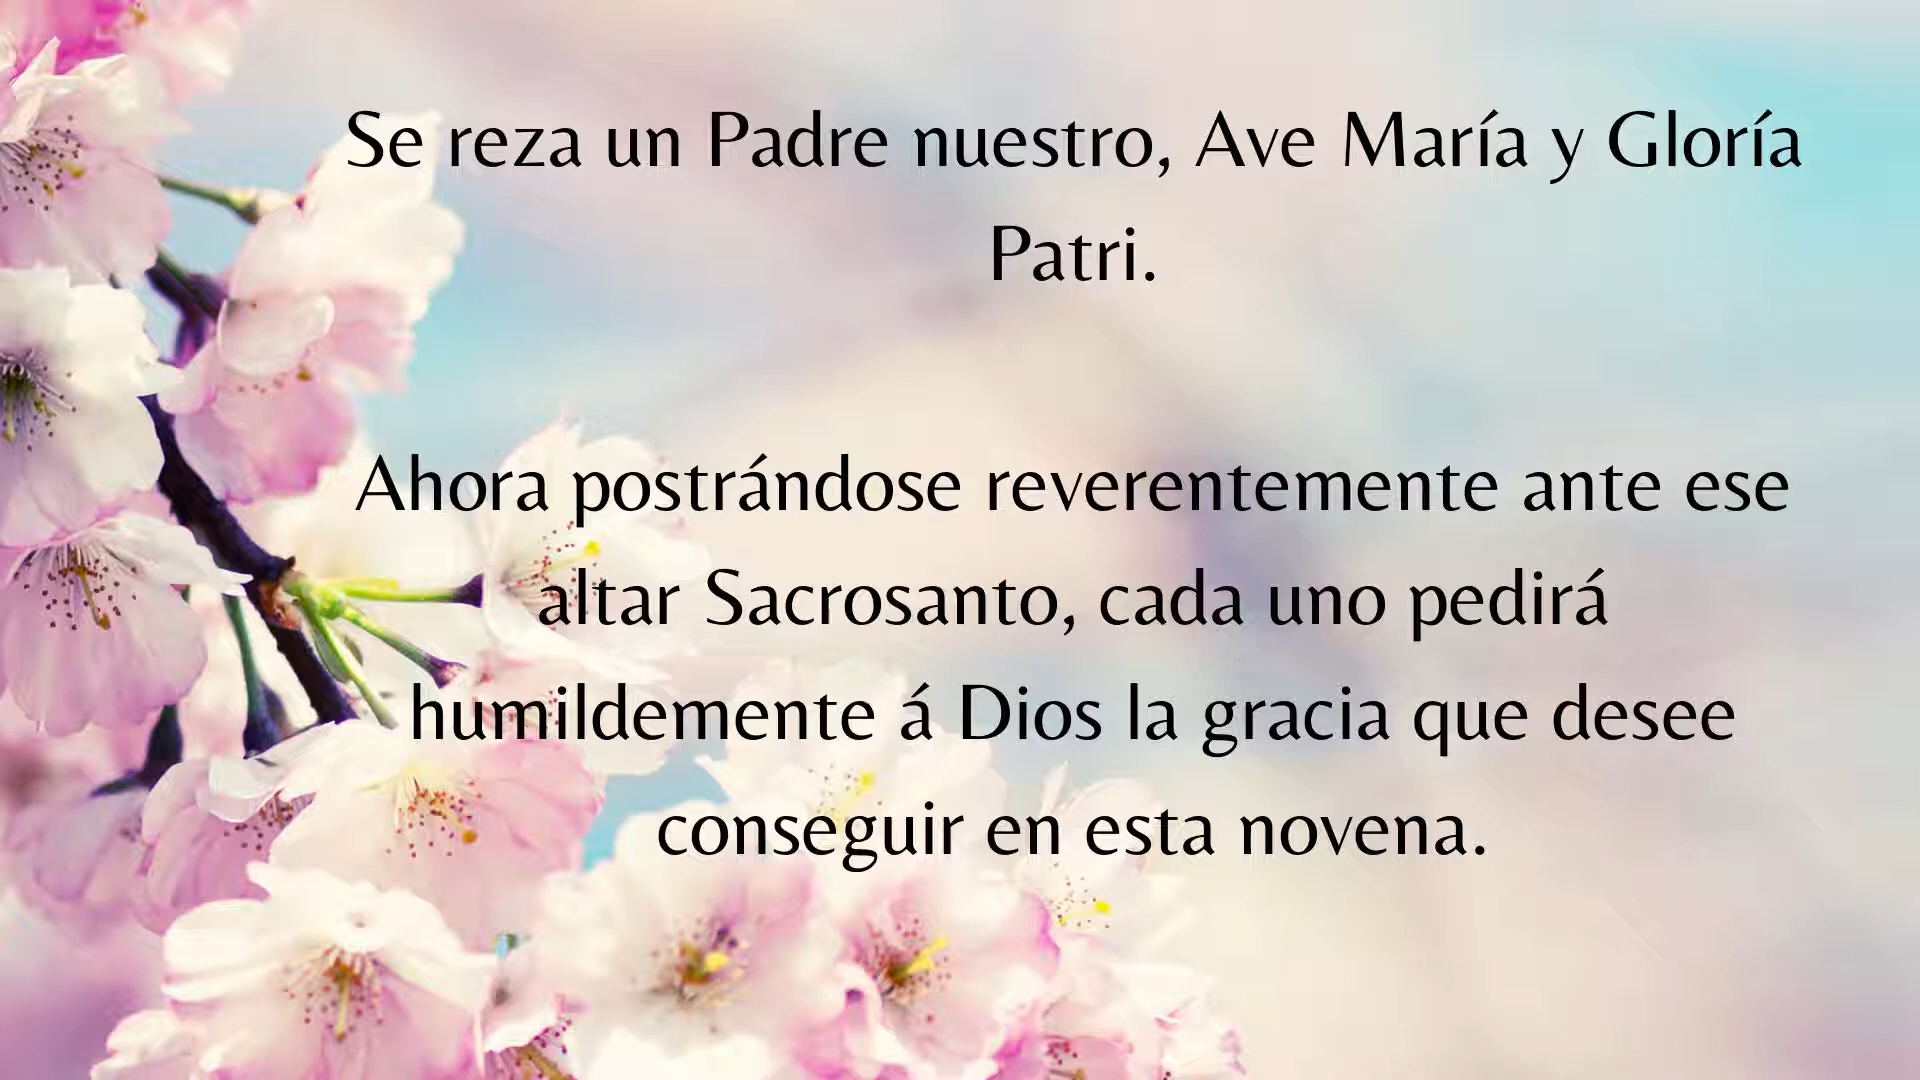 Se reza un Padre nuestro, Ave María y Gloría
Patri.
Ahora postrándose reverentemente ante ese
altar Sacrosanto, cada uno pedirá
humildemente á Dios la gracia que desee
conseguir en esta novena.